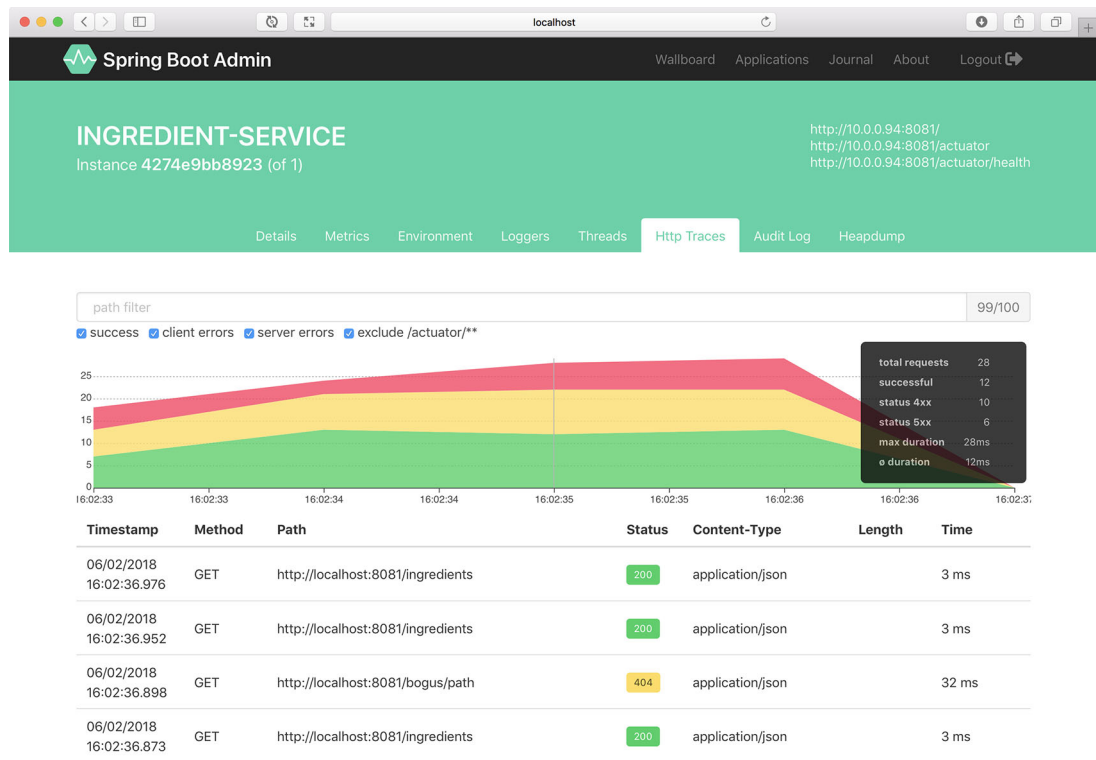 localhost
Spring Boot Admin
Wallboard Applications Journal About Logout
INGREDIENT-SERVICE
Instance 4274e9bb8923 (of 1)
http://10.0.0.94:8081/
http://10.0.0.94:8081/actuator
http://10.0.0.94:8081/actuator/health
Details Metrics Environment Loggers Threads Http Traces Audit Log Heapdump
path filter 99/100
success client errors server errors exclude /actuator/**
25
20
15
10
5
0
total requests 28
successful 12
status 4xx 10
status 5xx 6
max duration 28ms
ø duration 12ms
16:02:33 16:02:33 16:02:34 16:02:34 16:02:35 16:02:35 16:02:36 16:02:36 16:02:37
Timestamp Method Path Status Content-Type Length Time
06/02/2018
16:02:36.976 GET http://localhost:8081/ingredients 200 application/json 3 ms
06/02/2018
16:02:36.952 GET http://localhost:8081/ingredients 200 application/json 3 ms
06/02/2018
16:02:36.898 GET http://localhost:8081/bogus/path 404 application/json 32 ms
06/02/2018
16:02:36.873 GET http://localhost:8081/ingredients 200 application/json 3 ms